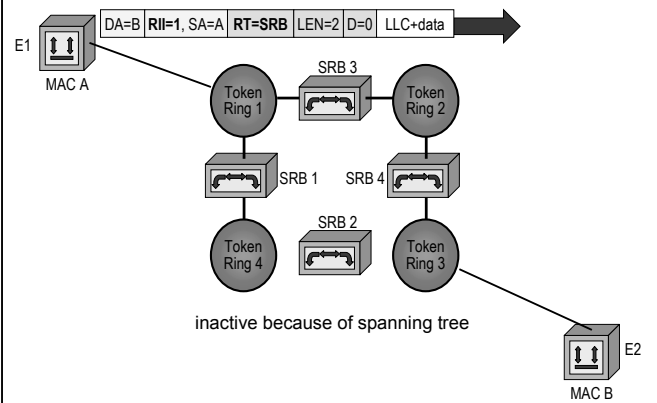 DA=B RII=1, SA=A RT=SRB LEN=2 D=0 LLC+data
E1
MAC A
SRB 3
Token
Ring 1
Token
Ring 2
SRB 1
SRB 4
SRB 2
Token
Ring 4
Token
Ring 3
inactive because of spanning tree
E2
MAC B